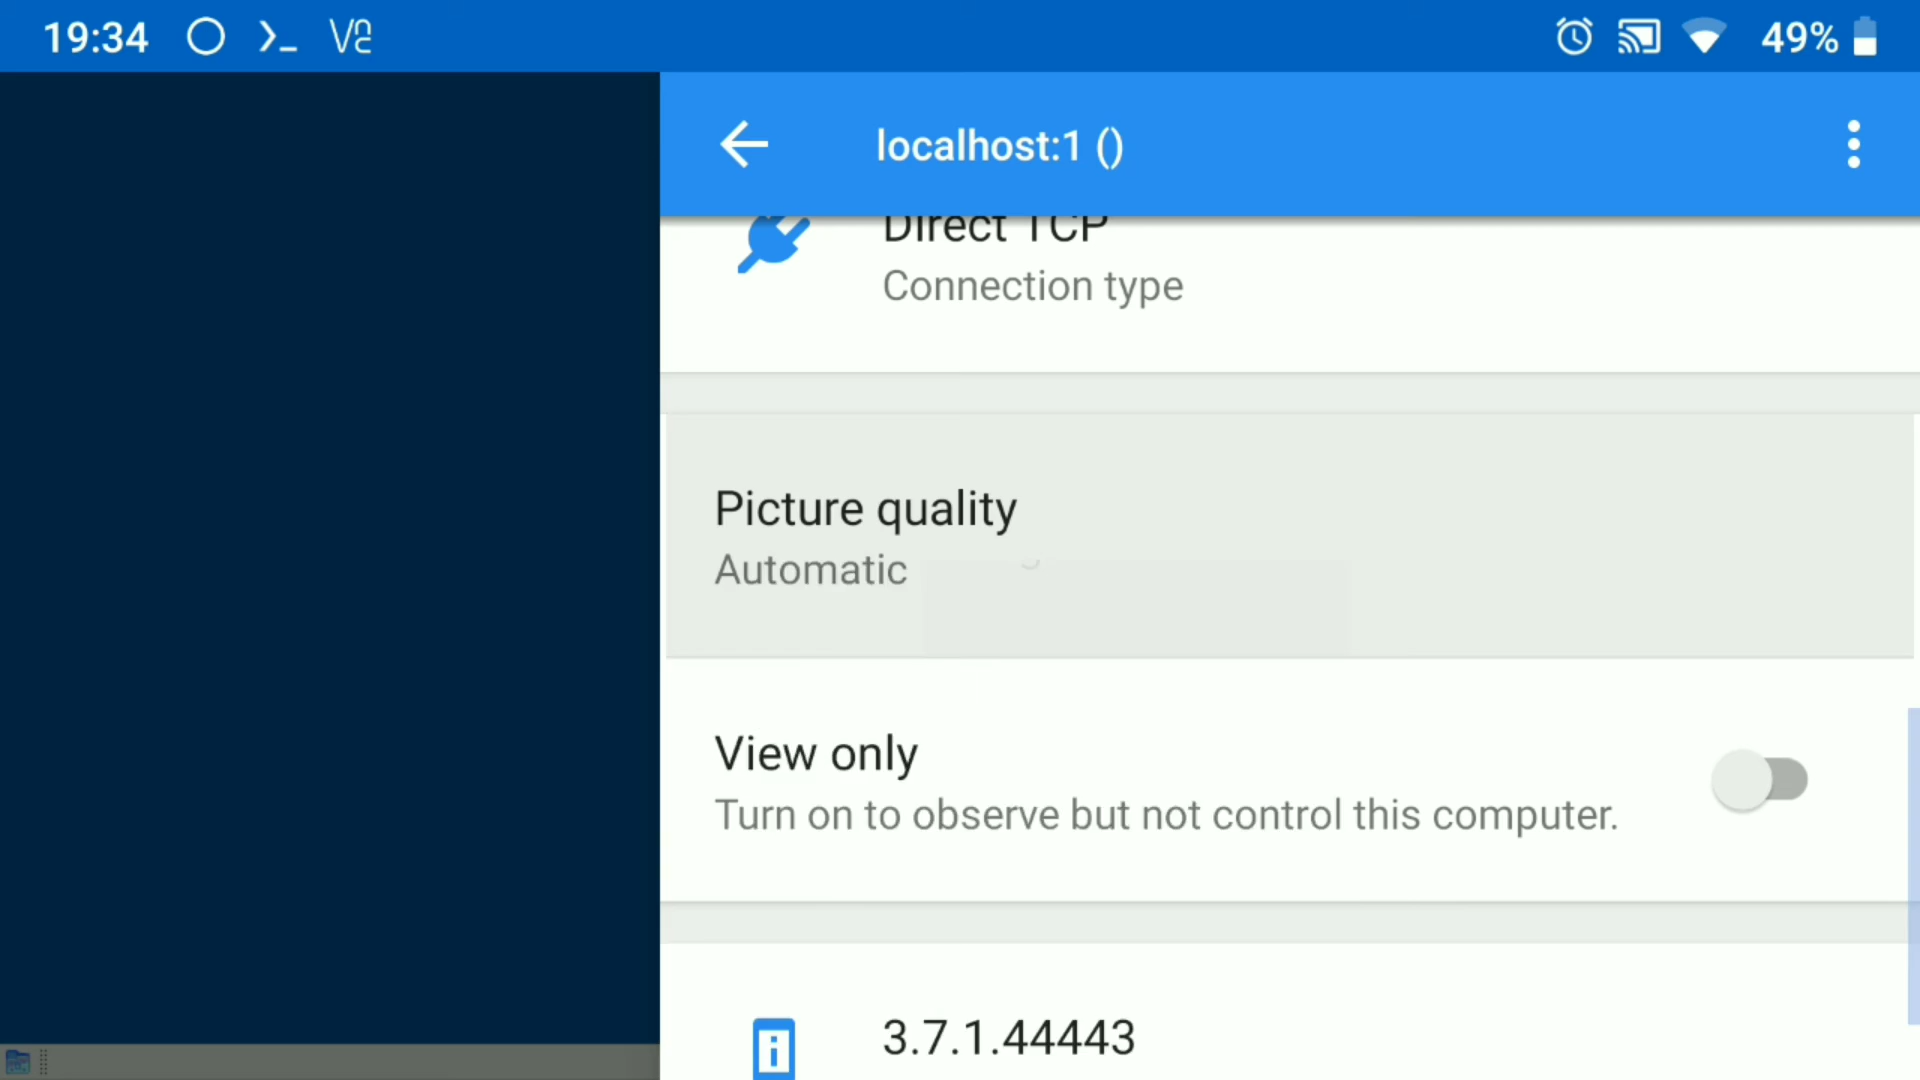 19:34
49%
localhost:1 ()
Direct TCP
Connection type
Picture quality
Automatic
View only
Turn on to observe but not control this computer.
3.7.1.44443